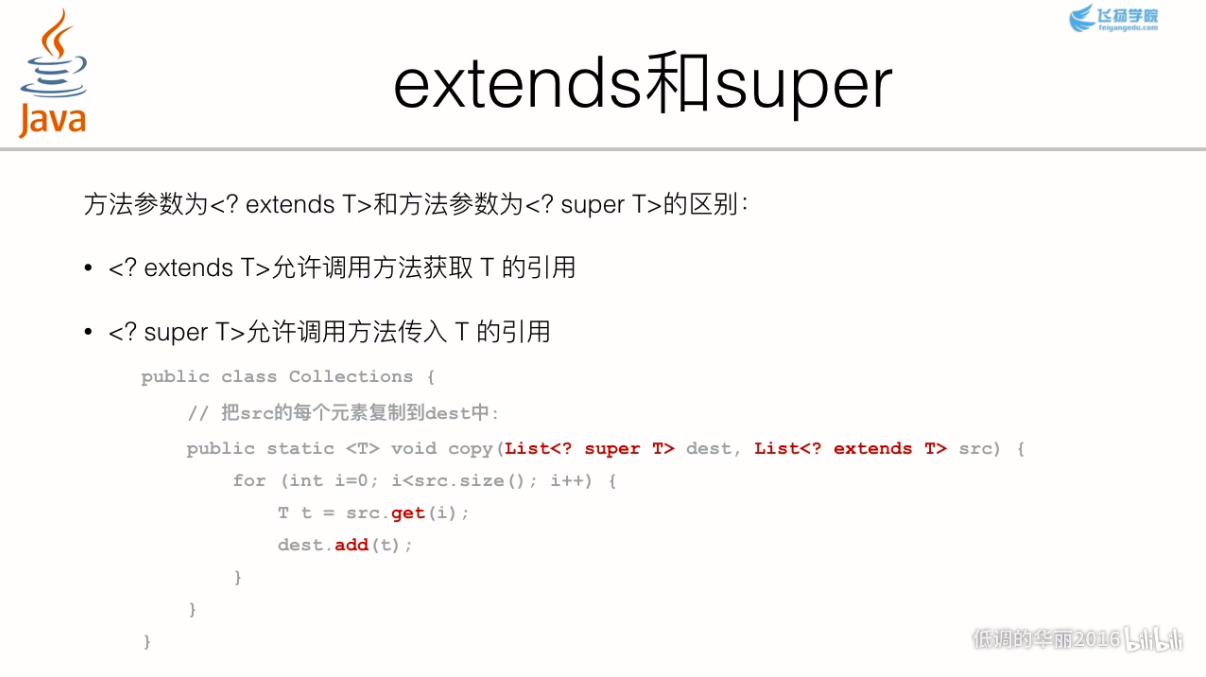 飞扬学院
feiyangedu.com
Java
extends和super
方法参数为<? extends T>和方法参数为<? super T>的区别：
• <? extends T>允许调用方法获取 T 的引用
• <? super T>允许调用方法传入 T 的引用
public class Collections {
// 把src的每个元素复制到dest中:
public static <T> void copy(List<? super T> dest, List<? extends T> src) {
for (int i=0; i<src.size(); i++) {
T t = src.get(i);
dest.add(t);
}
}
}
低调的华丽2016 bilibili